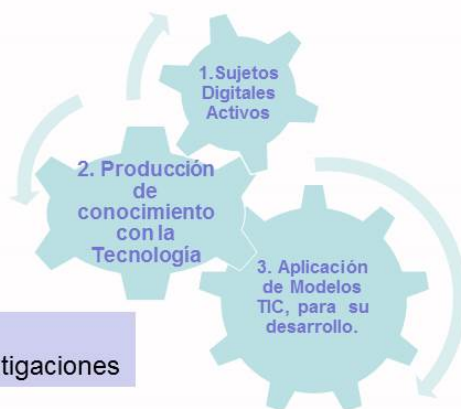 1.Sujetos
Digitales
Activos
2. Producción
de
conocimiento
con la
Tecnología
3. Aplicación
de Modelos
TIC, para su
desarrollo.
tigaciones